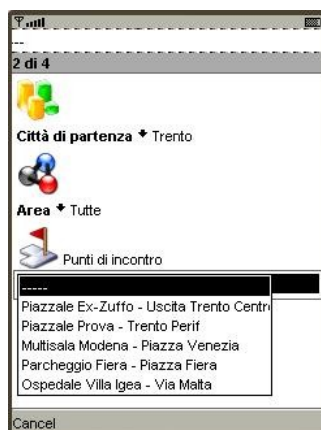 ---
2 di 4
Città di partenza Trento
Area Tutte
Punti di incontro
-----
Piazzale Ex-Zuffo - Uscita Trento Centr
Piazzale Prova - Trento Perif
Multisala Modena - Piazza Venezia
Parcheggio Fiera - Piazza Fiera
Ospedale Villa Igea - Via Malta
Cancel